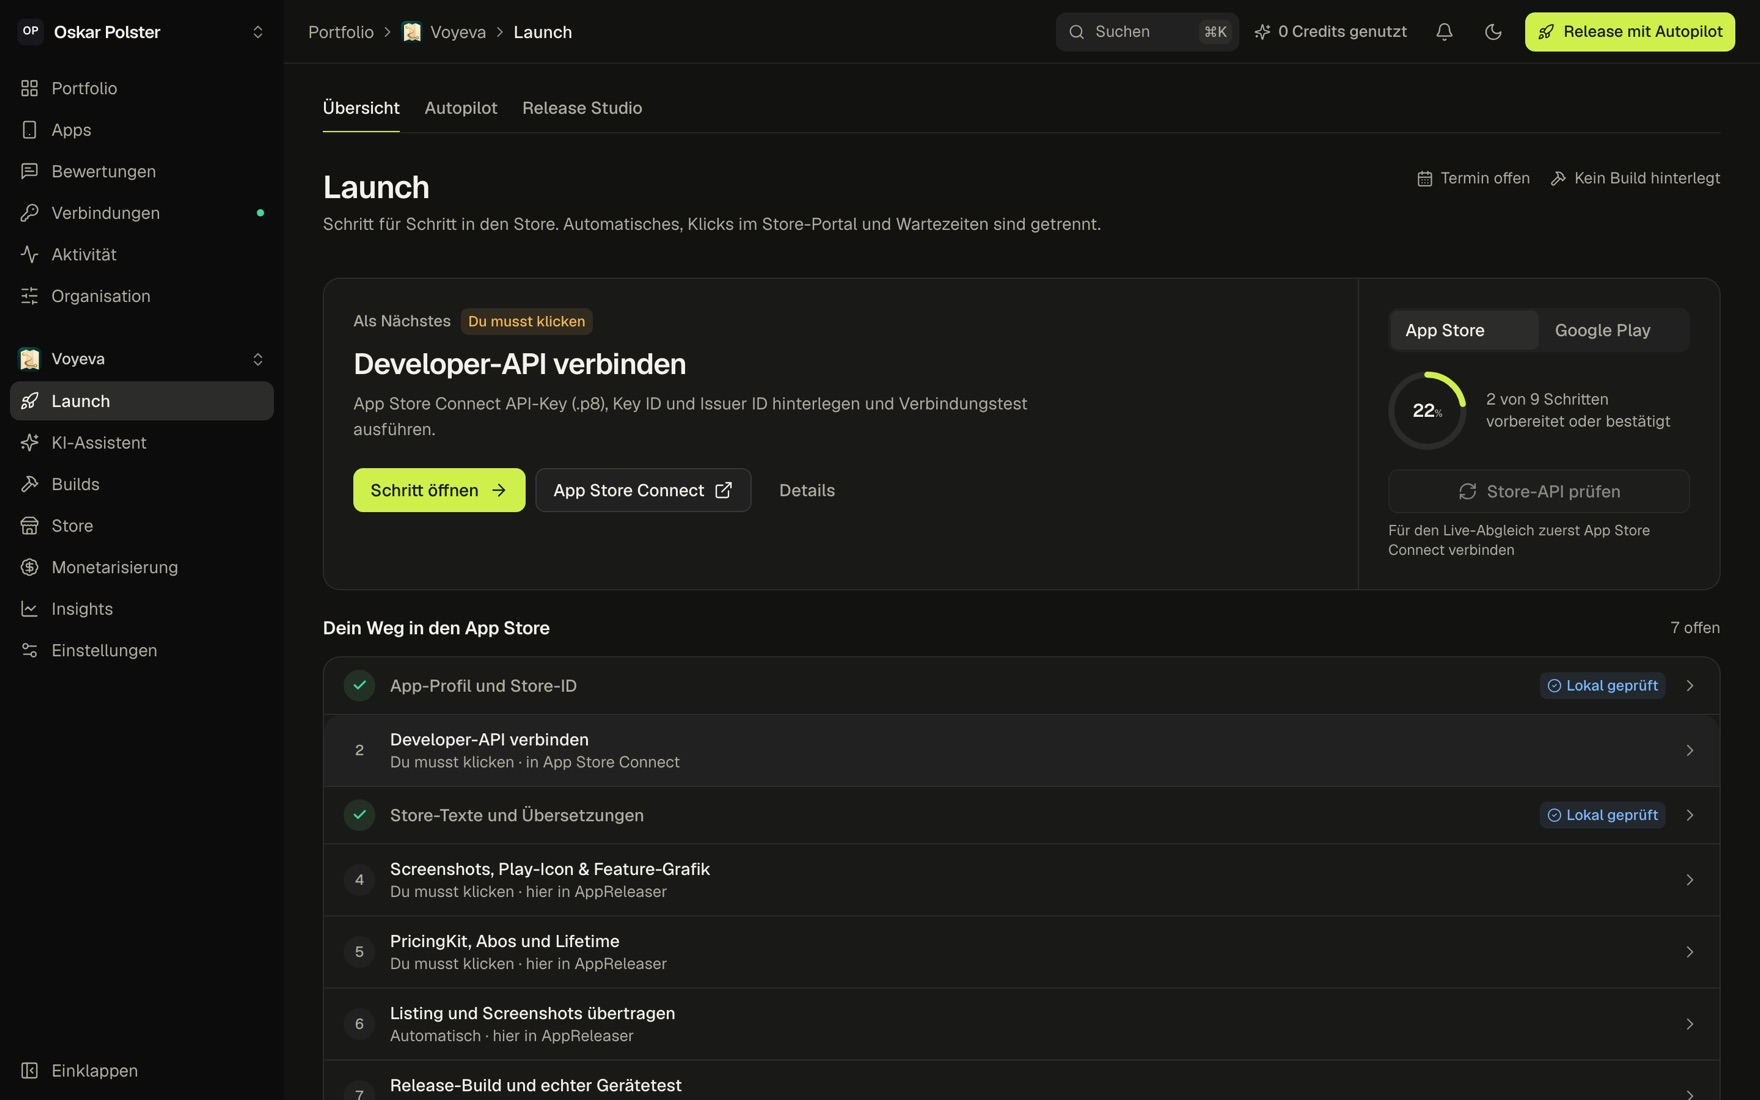 OP Oskar Polster
Portfolio
Apps
Bewertungen
Verbindungen
Aktivität
Organisation
Voyeva
Launch
KI-Assistent
Builds
Store
Monetarisierung
Insights
Einstellungen
Einklappen
Portfolio > Voyeva > Launch
Suchen ⌘K
0 Credits genutzt
Release mit Autopilot
Übersicht Autopilot Release Studio
Launch
Schritt für Schritt in den Store. Automatisches, Klicks im Store-Portal und Wartezeiten sind getrennt.
Termin offen Kein Build hinterlegt
Als Nächstes Du musst klicken
Developer-API verbinden
App Store Connect API-Key (.p8), Key ID und Issuer ID hinterlegen und Verbindungstest
ausführen.
Schritt öffnen App Store Connect Details
App Store Google Play
22%
2 von 9 Schritten
vorbereitet oder bestätigt
Store-API prüfen
Für den Live-Abgleich zuerst App Store
Connect verbinden
Dein Weg in den App Store 7 offen
App-Profil und Store-ID Lokal geprüft
2 Developer-API verbinden
Du musst klicken · in App Store Connect
Store-Texte und Übersetzungen Lokal geprüft
4 Screenshots, Play-Icon & Feature-Grafik
Du musst klicken · hier in AppReleaser
5 PricingKit, Abos und Lifetime
Du musst klicken · hier in AppReleaser
6 Listing und Screenshots übertragen
Automatisch · hier in AppReleaser
7 Release-Build und echter Gerätetest